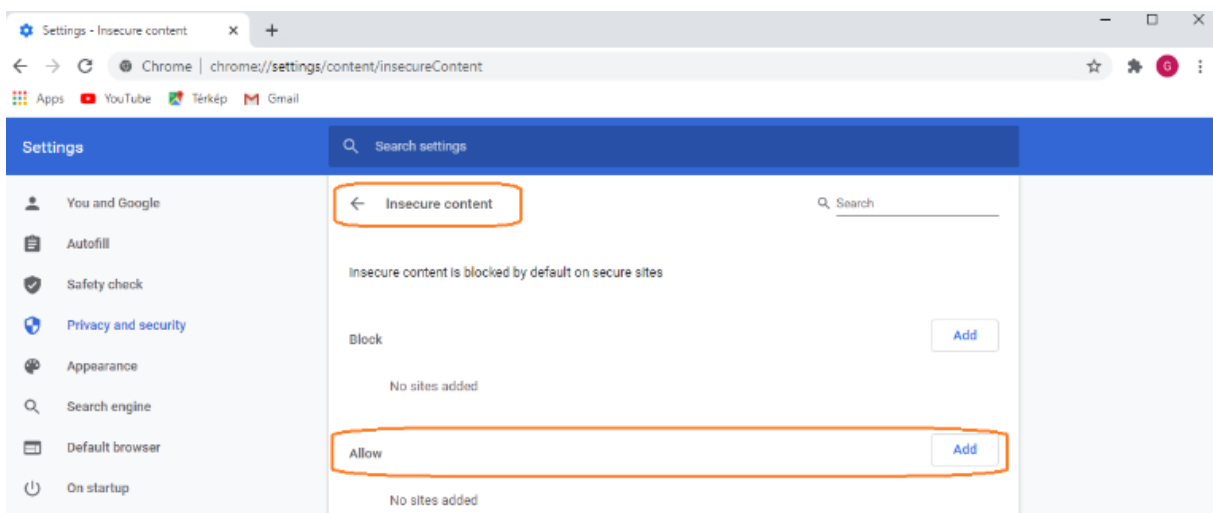 Settings - Insecure content
Chrome | chrome://settings/content/insecureContent
G
Apps YouTube Térkép Gmail
Settings
Search settings
You and Google
Autofill
Safety check
Privacy and security
Appearance
Search engine
Default browser
On startup
Insecure content
Search
Insecure content is blocked by default on secure sites
Block
Add
No sites added
Allow
Add
No sites added